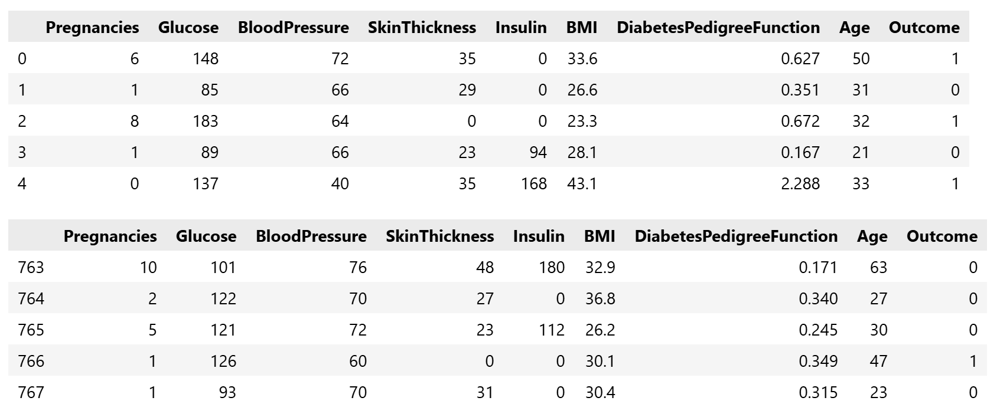 Pregnancies Glucose BloodPressure SkinThickness Insulin BMI DiabetesPedigreeFunction Age Outcome
0 6 148 72 35 0 33.6 0.627 50 1
1 1 85 66 29 0 26.6 0.351 31 0
2 8 183 64 0 0 23.3 0.672 32 1
3 1 89 66 23 94 28.1 0.167 21 0
4 0 137 40 35 168 43.1 2.288 33 1
Pregnancies Glucose BloodPressure SkinThickness Insulin BMI DiabetesPedigreeFunction Age Outcome
763 10 101 76 48 180 32.9 0.171 63 0
764 2 122 70 27 0 36.8 0.340 27 0
765 5 121 72 23 112 26.2 0.245 30 0
766 1 126 60 0 0 30.1 0.349 47 1
767 1 93 70 31 0 30.4 0.315 23 0